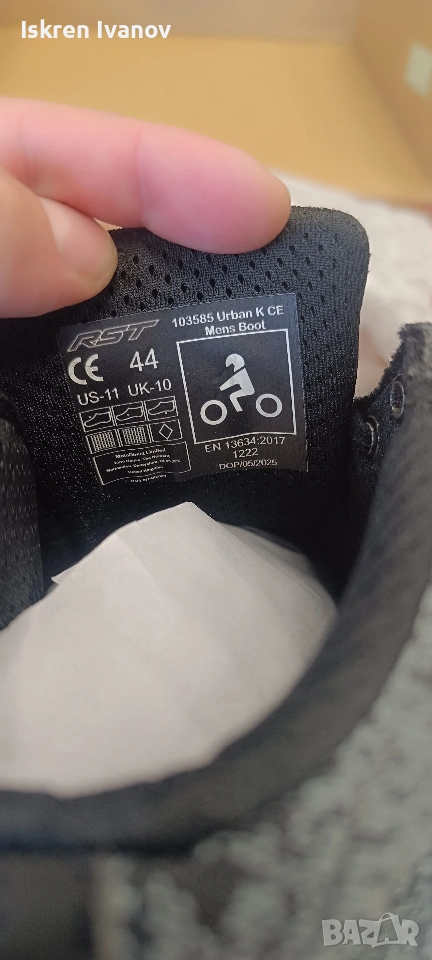 Iskren Ivanov
RST
103585 Urban K CE
Mens Boot
CE 44
US-11 UK-10
EN 13634:2017
1222
DOP/05/2025
BAZAR